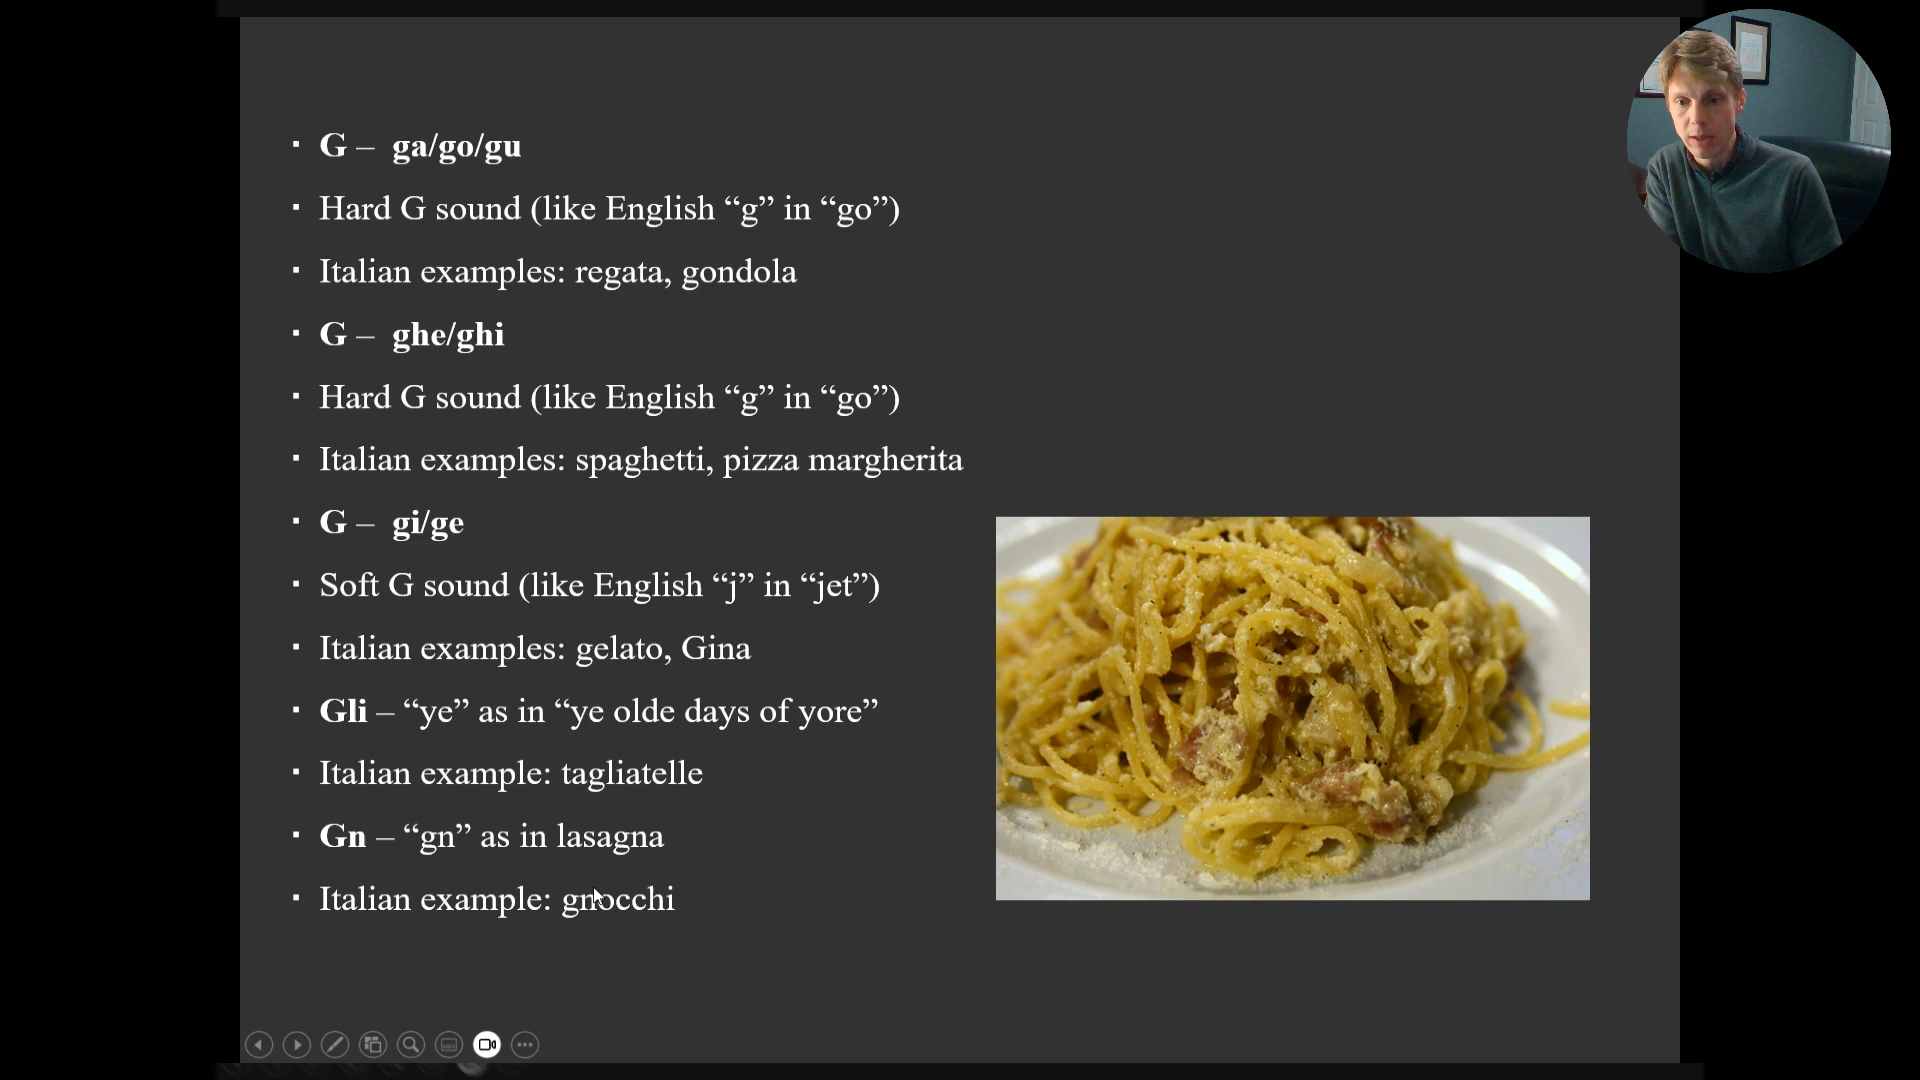 G – ga/go/gu
Hard G sound (like English “g” in “go”)
Italian examples: regata, gondola
G – ghe/ghi
Hard G sound (like English “g” in “go”)
Italian examples: spaghetti, pizza margherita
G – gi/ge
Soft G sound (like English “j” in “jet”)
Italian examples: gelato, Gina
Gli – “ye” as in “ye olde days of yore”
Italian example: tagliatelle
Gn – “gn” as in lasagna
Italian example: gnocchi